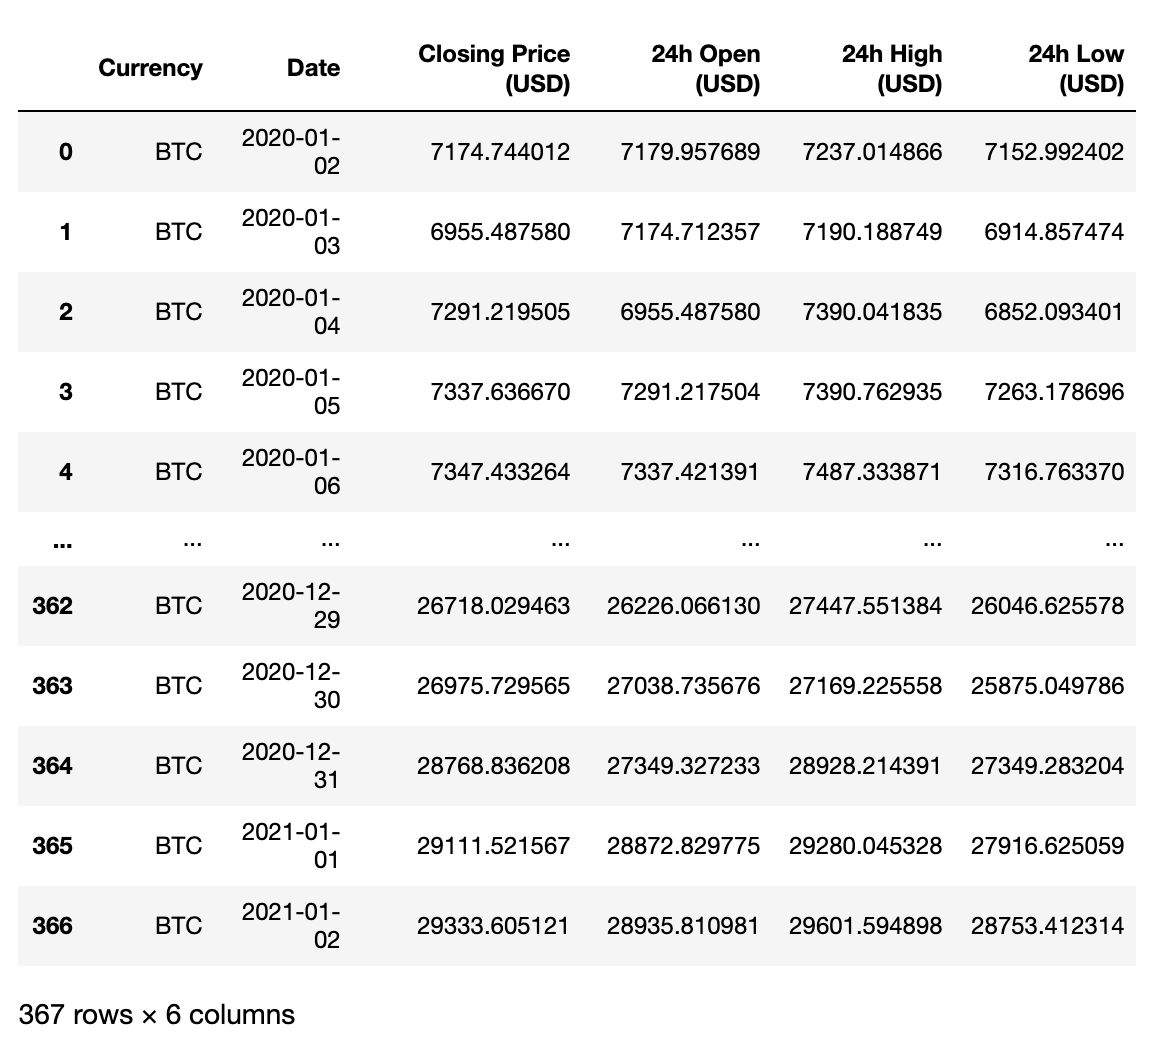 Currency Date Closing Price (USD) 24h Open (USD) 24h High (USD) 24h Low (USD)
0 BTC 2020-01-02 7174.744012 7179.957689 7237.014866 7152.992402
1 BTC 2020-01-03 6955.487580 7174.712357 7190.188749 6914.857474
2 BTC 2020-01-04 7291.219505 6955.487580 7390.041835 6852.093401
3 BTC 2020-01-05 7337.636670 7291.217504 7390.762935 7263.178696
4 BTC 2020-01-06 7347.433264 7337.421391 7487.333871 7316.763370
... ... ... ... ... ... ...
362 BTC 2020-12-29 26718.029463 26226.066130 27447.551384 26046.625578
363 BTC 2020-12-30 26975.729565 27038.735676 27169.225558 25875.049786
364 BTC 2020-12-31 28768.836208 27349.327233 28928.214391 27349.283204
365 BTC 2021-01-01 29111.521567 28872.829775 29280.045328 27916.625059
366 BTC 2021-01-02 29333.605121 28935.810981 29601.594898 28753.412314
367 rows × 6 columns